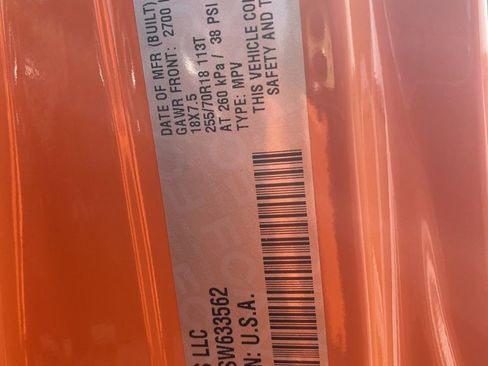 S LLC
DATE OF MFR (BUILT)
GAWR FRONT: 2700
18X7.5
255/70R18 113T
AT 260 kPa / 38 PSI
TYPE: MPV
THIS VEHICLE CO
SAFETY AND
SW633562
N: U.S.A.